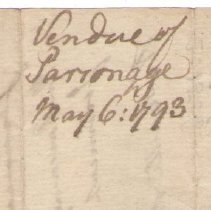 Vendue of
Parsonage
May 6: 1793